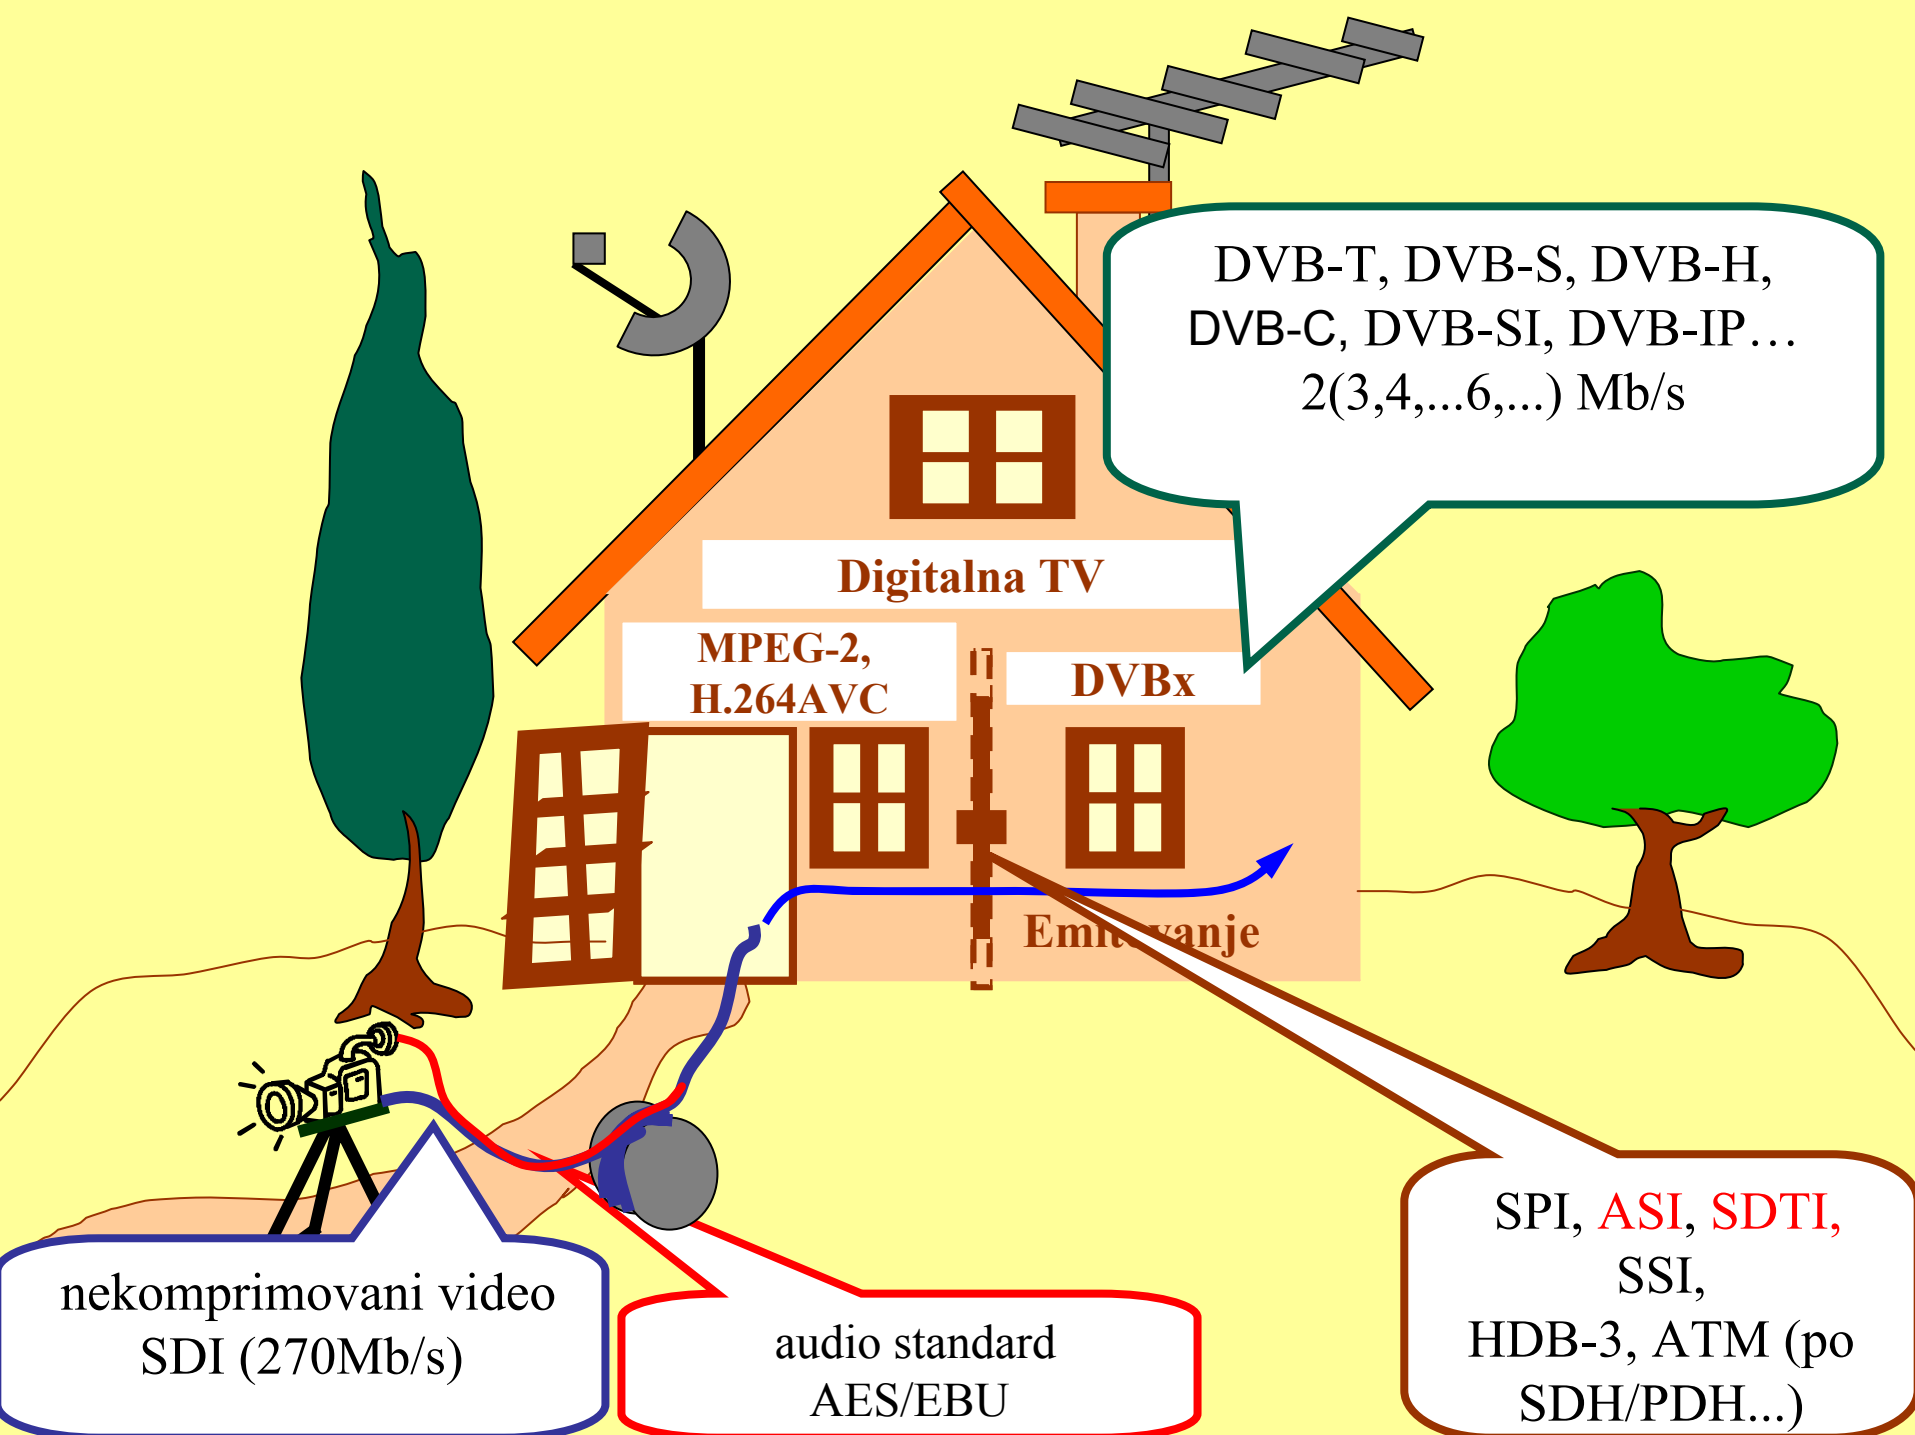 DVB-T, DVB-S, DVB-H,
DVB-C, DVB-SI, DVB-IP…
2(3,4,...6,...) Mb/s
Digitalna TV
MPEG-2,
H.264AVC
DVBx
Emitovanje
nekomprimovani video
SDI (270Mb/s)
audio standard
AES/EBU
SPI, ASI, SDTI,
SSI,
HDB-3, ATM (po
SDH/PDH...)